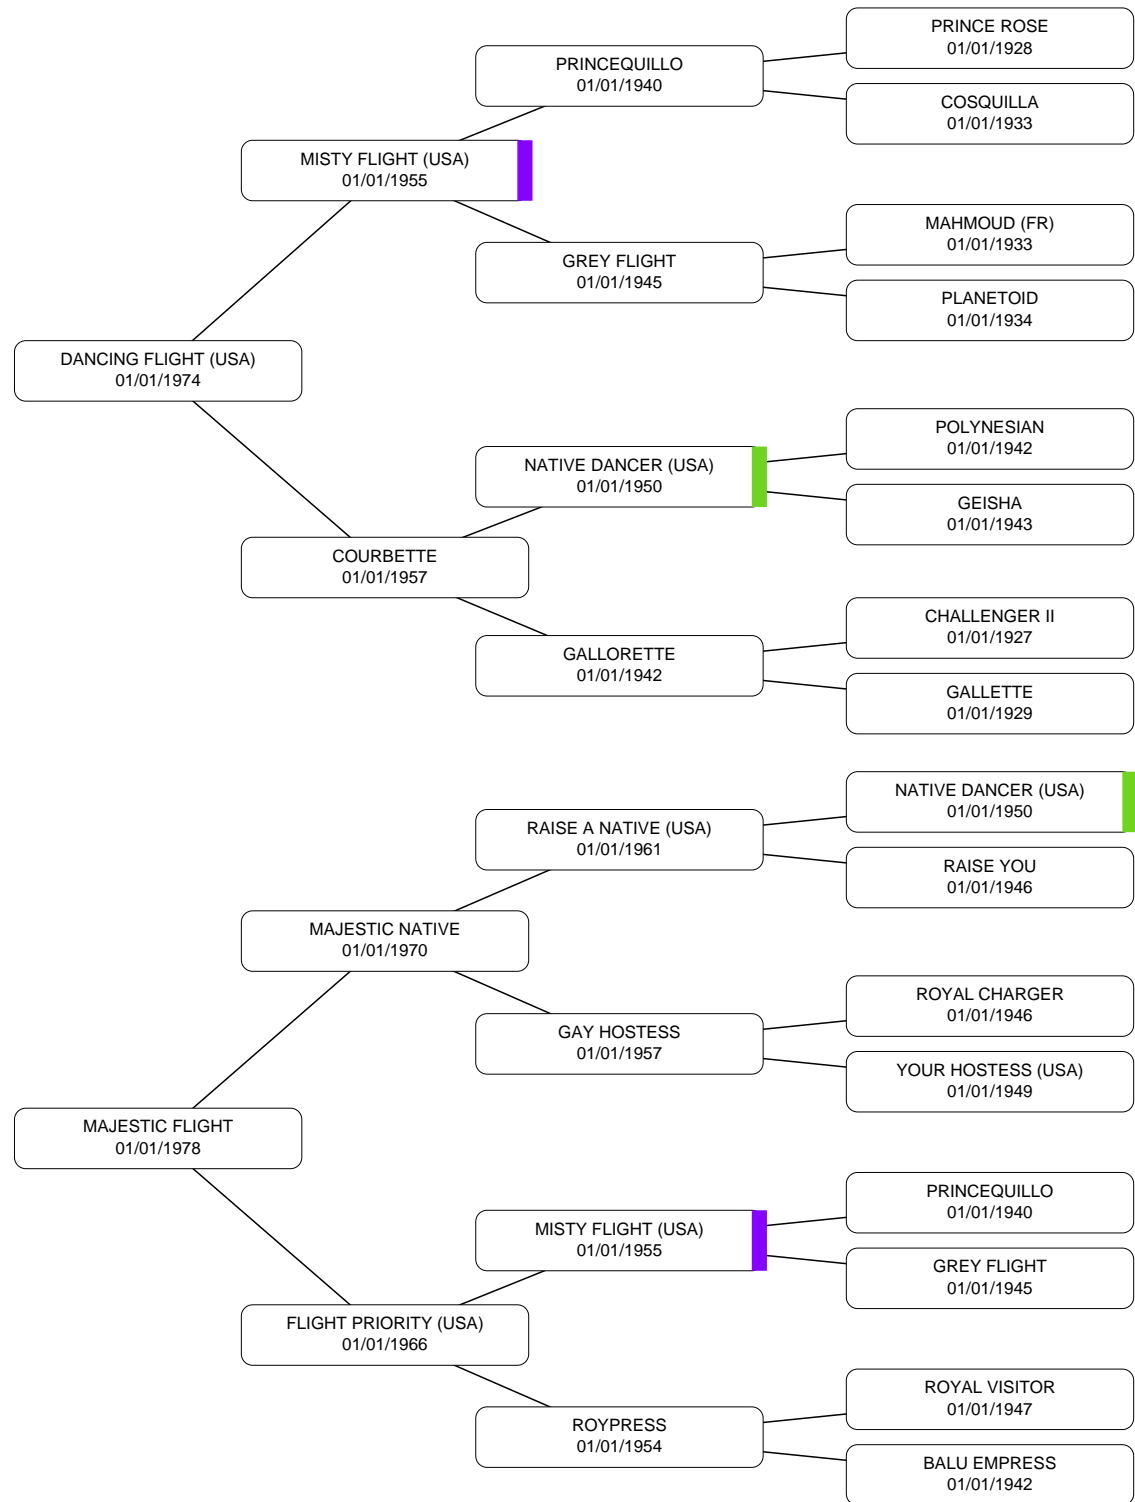 PRINCE ROSE
01/01/1928
PRINCEQUILLO
01/01/1940
COSQUILLA
01/01/1933
MISTY FLIGHT (USA)
01/01/1955
MAHMOUD (FR)
01/01/1933
GREY FLIGHT
01/01/1945
PLANETOID
01/01/1934
DANCING FLIGHT (USA)
01/01/1974
POLYNESIAN
01/01/1942
NATIVE DANCER (USA)
01/01/1950
GEISHA
01/01/1943
COURBETTE
01/01/1957
CHALLENGER II
01/01/1927
GALLORETTE
01/01/1942
GALLETTE
01/01/1929
NATIVE DANCER (USA)
01/01/1950
RAISE A NATIVE (USA)
01/01/1961
RAISE YOU
01/01/1946
MAJESTIC NATIVE
01/01/1970
ROYAL CHARGER
01/01/1946
GAY HOSTESS
01/01/1957
YOUR HOSTESS (USA)
01/01/1949
MAJESTIC FLIGHT
01/01/1978
PRINCEQUILLO
01/01/1940
MISTY FLIGHT (USA)
01/01/1955
GREY FLIGHT
01/01/1945
FLIGHT PRIORITY (USA)
01/01/1966
ROYAL VISITOR
01/01/1947
ROYPRESS
01/01/1954
BALU EMPRESS
01/01/1942